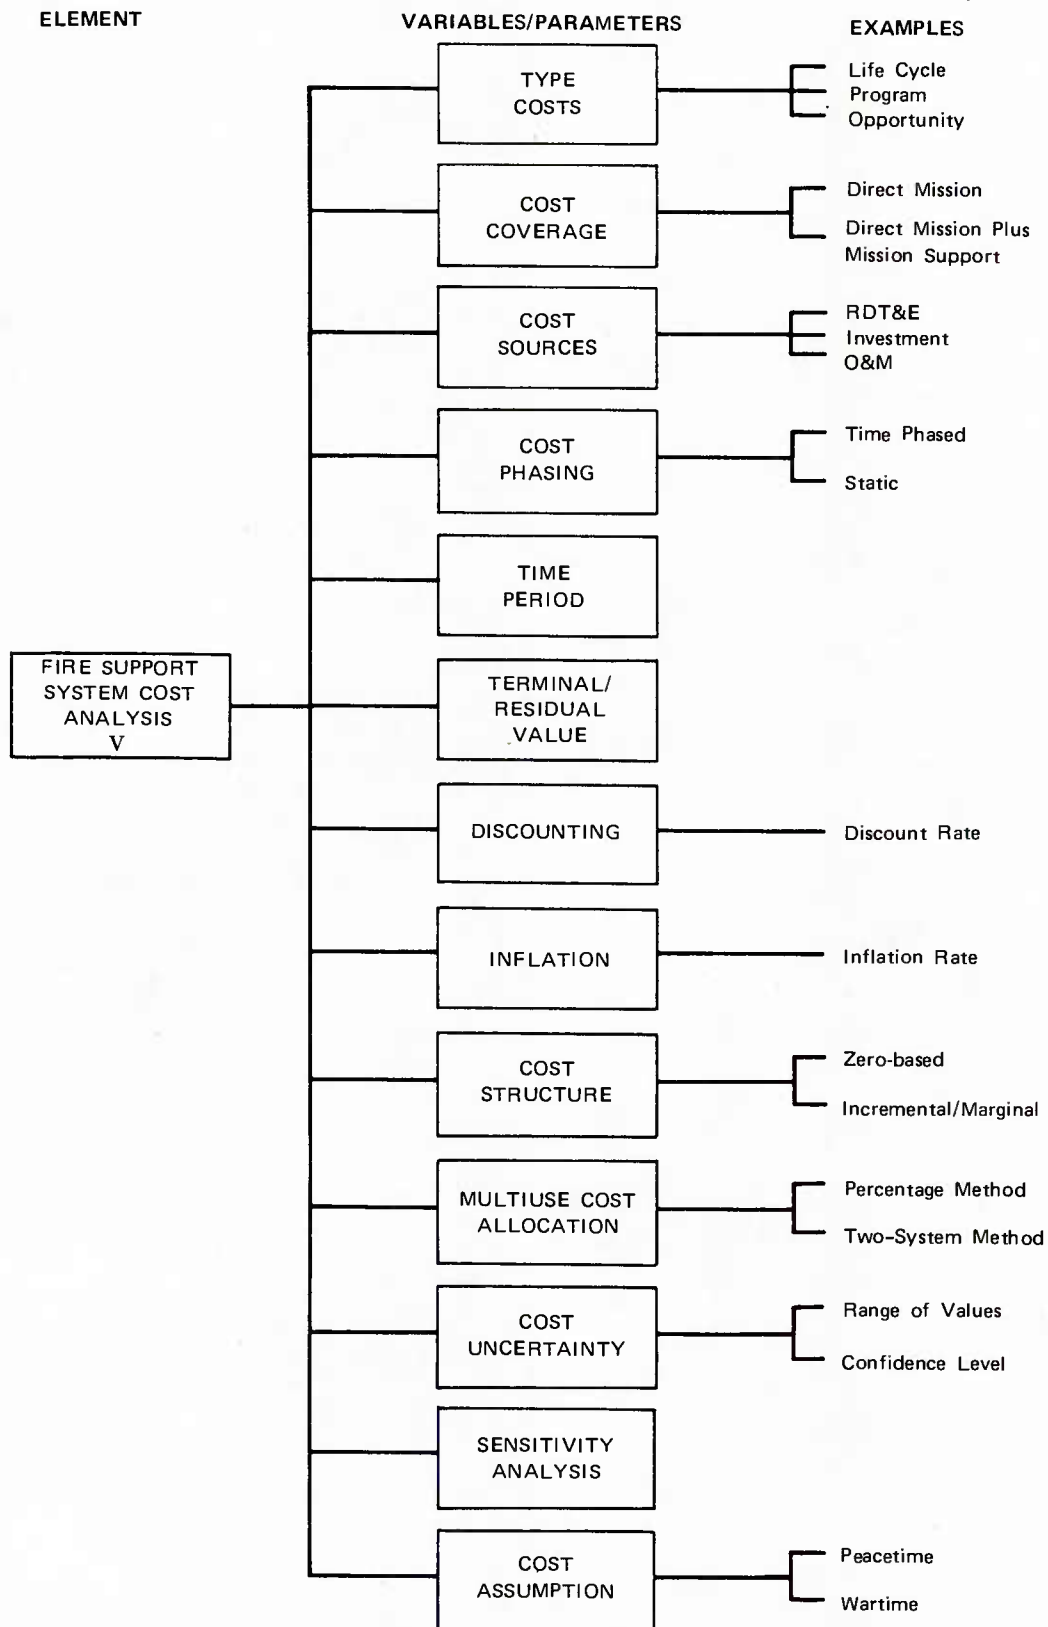 ELEMENT
VARIABLES/PARAMETERS
EXAMPLES
TYPE
COSTS
Life Cycle
Program
Opportunity
COST
COVERAGE
Direct Mission
Direct Mission Plus
Mission Support
COST
SOURCES
RDT&E
Investment
O&M
COST
PHASING
Time Phased
Static
TIME
PERIOD
FIRE SUPPORT
SYSTEM COST
ANALYSIS
V
TERMINAL/
RESIDUAL
VALUE
DISCOUNTING
Discount Rate
INFLATION
Inflation Rate
COST
STRUCTURE
Zero-based
Incremental/Marginal
MULTIUSE COST
ALLOCATION
Percentage Method
Two-System Method
COST
UNCERTAINTY
Range of Values
Confidence Level
SENSITIVITY
ANALYSIS
COST
ASSUMPTION
Peacetime
Wartime